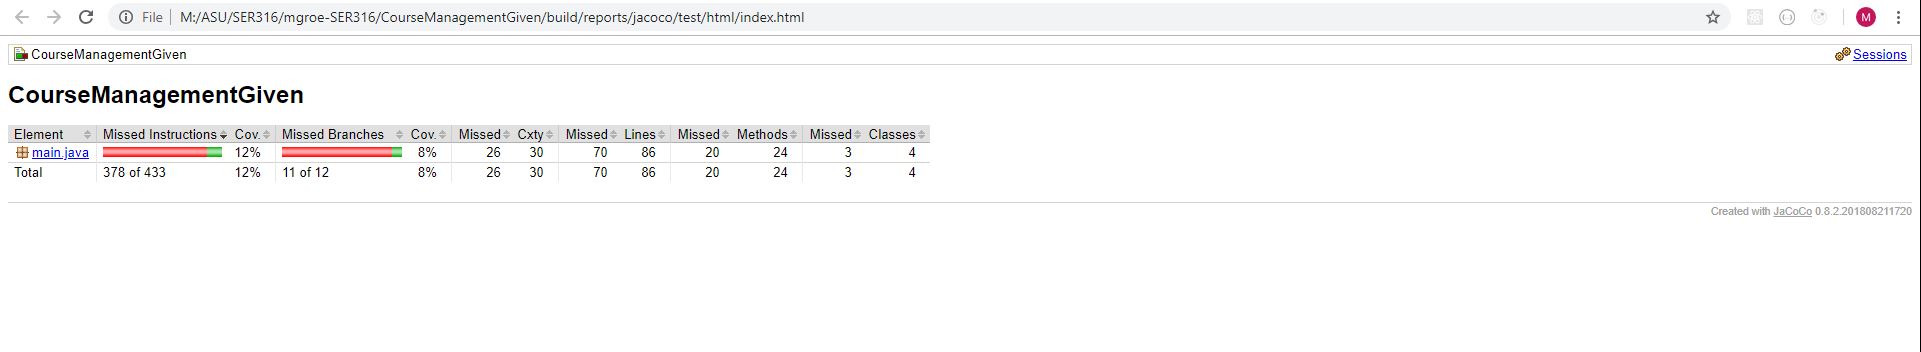 File M:/ASU/SER316/mgroe-SER316/CourseManagementGiven/build/reports/jacoco/test/html/index.html M
CourseManagementGiven Sessions
CourseManagementGiven
Element Missed Instructions Cov. Missed Branches Cov. Missed Cxty Missed Lines Missed Methods Missed Classes
main.java 12% 8% 26 30 70 86 20 24 3 4
Total 378 of 433 12% 11 of 12 8% 26 30 70 86 20 24 3 4
Created with JaCoCo 0.8.2.201808211720